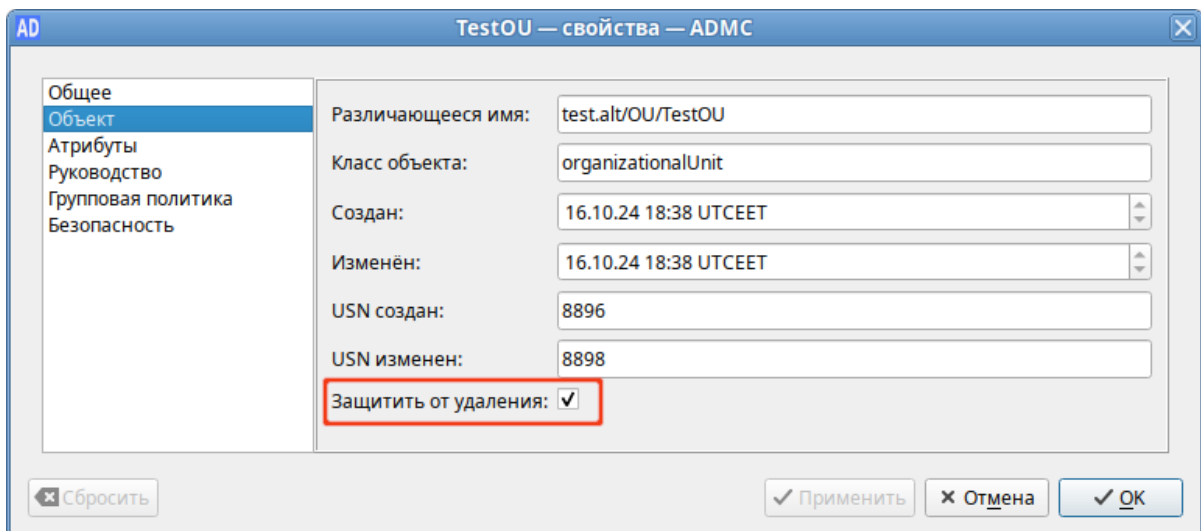 AD TestOU — свойства — ADMC
Общее
Объект
Атрибуты
Руководство
Групповая политика
Безопасность
Различающееся имя: test.alt/OU/TestOU
Класс объекта: organizationalUnit
Создан: 16.10.24 18:38 UTCEET
Изменён: 16.10.24 18:38 UTCEET
USN создан: 8896
USN изменен: 8898
Защитить от удаления:
Сбросить Применить Отмена OK